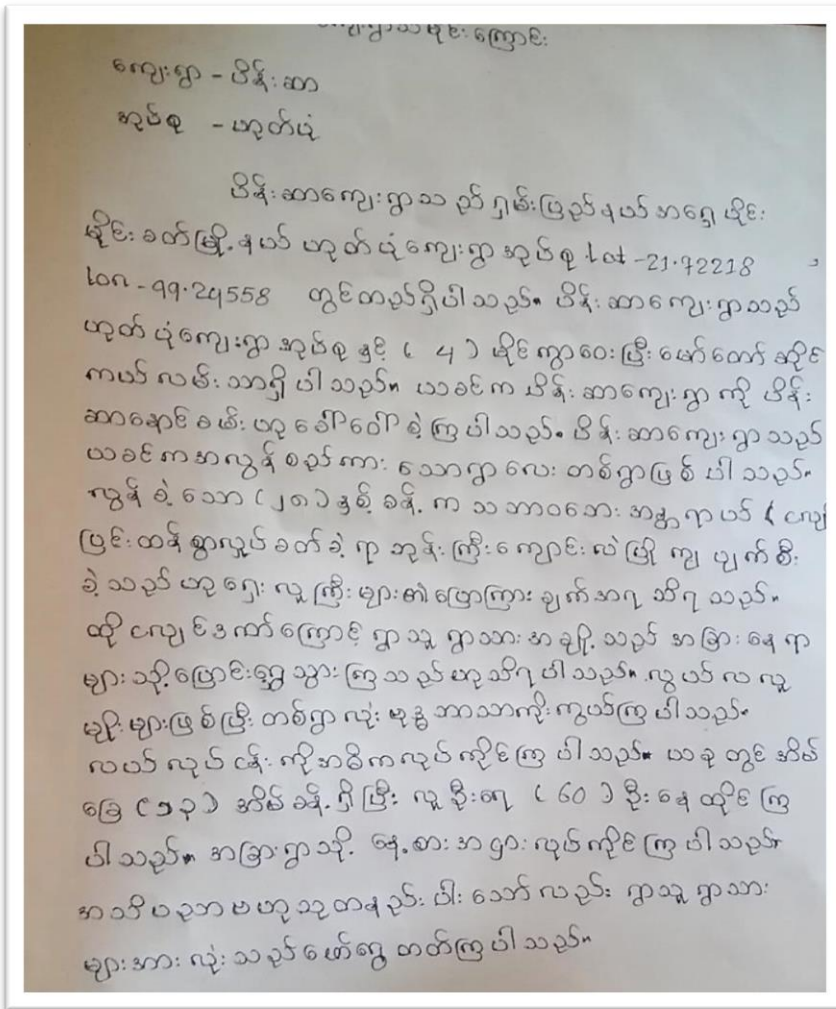 ကျေးရွာသမိုင်းကြောင်း
ကျေးရွာ - ပိန်းဆာ
အုပ်စု - ဟုတ်ပုံ
ပိန်းဆာကျေးရွာသည် ရှမ်းပြည်နယ် အရှေ့ပိုင်း
မိုင်းခတ်မြို့နယ် ဟုတ်ပုံကျေးရွာအုပ်စု Lat -21.72218 ,
Lon - 99.24558 တွင်တည်ရှိပါသည်။ ပိန်းဆာကျေးရွာသည်
ဟုတ်ပုံကျေးရွာအုပ်စုနှင့် ( 4 ) မိုင်ကွာဝေးပြီး မော်တော်ဆိုင်
ကယ်လမ်းသာရှိပါသည်။ ယခင်က ပိန်းဆာကျေးရွာကို ပိန်း
ဆာနောင်ခမ်းဟု ခေါ်ဝေါ်ခဲ့ကြပါသည်။ ပိန်းဆာကျေးရွာသည်
ယခင်ကအလွန်စည်ကားသောရွာလေးတစ်ရွာဖြစ်ပါသည်။
လွန်ခဲ့သော (၂၈) နှစ်ခန့်က သဘာဝဘေးအန္တရာယ် ( ငလျှင်
ပြင်းထန်စွာလှုပ်ခတ်ခဲ့ရာ ဘုန်းကြီးကျောင်းလဲပြိုကျပျက်စီး
ခဲ့သည်ဟု ရှေးလူကြီးများ၏ပြောကြားချက်အရ သိရသည်။
ထိုငလျှင်ဒဏ်ကြောင့် ရွာသူရွာသားအချို့သည် အခြားနေရာ
များသို့ပြောင်းရွှေ့သွားကြသည်ဟုသိရပါသည်။ လွယ်လလူ
မျိုးများဖြစ်ပြီး တစ်ရွာလုံးဗုဒ္ဓဘာသာကိုးကွယ်ကြပါသည်။
လယ်လုပ်ငန်းကိုအဓိကလုပ်ကိုင်ကြပါသည်။ ယခုတွင် အိမ်
ခြေ (၁၃) အိမ်ခန့်ရှိပြီး လူဦးရေ ( 60 ) ဦးနေထိုင်ကြ
ပါသည်။ အခြားရွာသို့ နေ့စားအငှားလုပ်ကိုင်ကြပါသည်။
အသိပညာဗဟုသုတနည်းပါးသော်လည်း ရွာသူရွာသား
များအားလုံးသည်ဖော်ရွေတတ်ကြပါသည်။